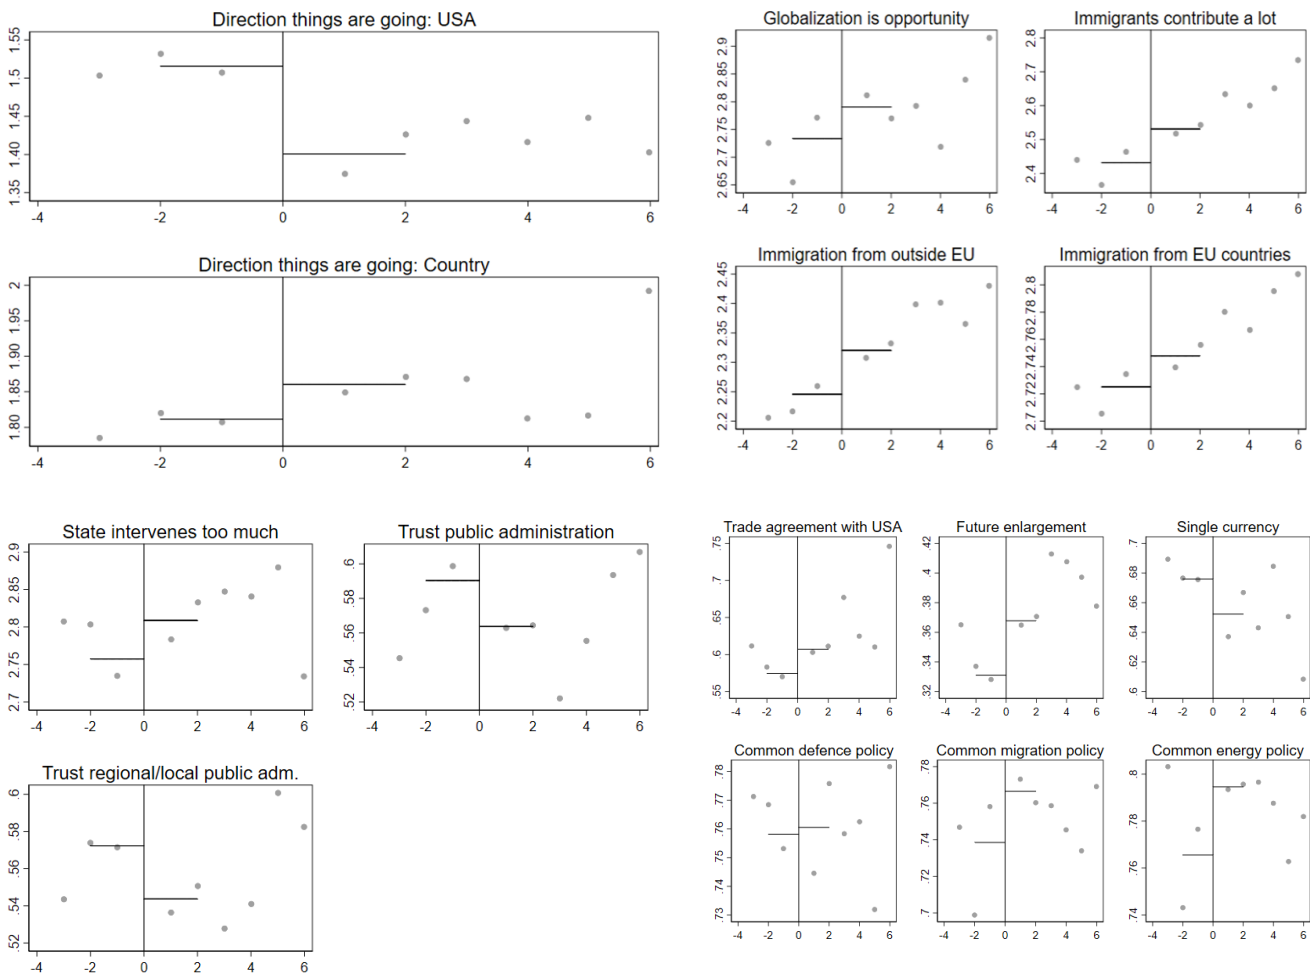 Direction things are going: USA
1.35 1.40 1.45 1.5 1.55
-4 -2 0 2 4 6
Direction things are going: Country
1.80 1.85 1.90 1.95 2
-4 -2 0 2 4 6
Globalization is opportunity
2.65 2.7 2.75 2.8 2.85 2.9
-4 -2 0 2 4 6
Immigrants contribute a lot
2.4 2.5 2.6 2.7 2.8
-4 -2 0 2 4 6
Immigration from outside EU
2.2 2.25 2.3 2.35 2.4 2.45
-4 -2 0 2 4 6
Immigration from EU countries
2.7 2.72 2.74 2.76 2.78 2.8
-4 -2 0 2 4 6
State intervenes too much
2.7 2.75 2.8 2.85 2.9
-4 -2 0 2 4 6
Trust public administration
.52 .54 .56 .58 .6
-4 -2 0 2 4 6
Trust regional/local public adm.
.52 .54 .56 .58 .6
-4 -2 0 2 4 6
Trade agreement with USA
.55 .6 .65 .7 .75
-4 -2 0 2 4 6
Future enlargement
.32 .34 .36 .38 .4 .42
-4 -2 0 2 4 6
Single currency
.6 .62 .64 .66 .68 .7
-4 -2 0 2 4 6
Common defence policy
.73 .74 .75 .76 .77 .78
-4 -2 0 2 4 6
Common migration policy
.7 .72 .74 .76 .78
-4 -2 0 2 4 6
Common energy policy
.74 .76 .78 .8
-4 -2 0 2 4 6